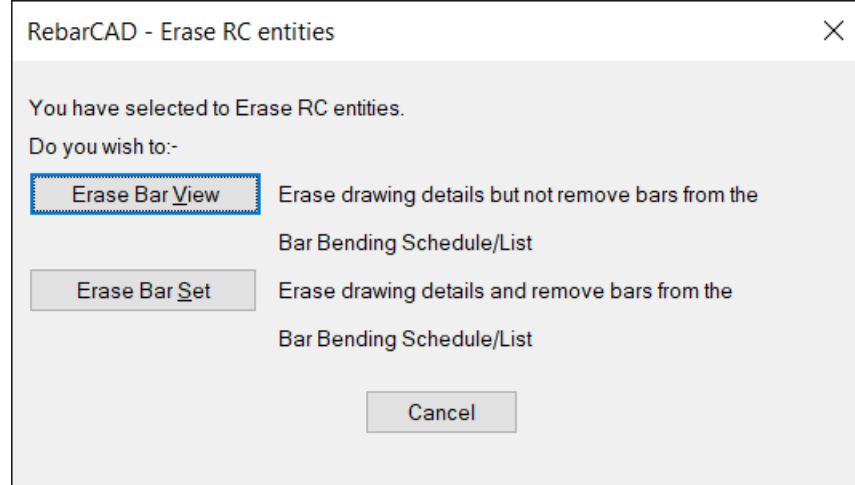 RebarCAD - Erase RC entities
You have selected to Erase RC entities.
Do you wish to:-
Erase Bar View Erase drawing details but not remove bars from the
Bar Bending Schedule/List
Erase Bar Set Erase drawing details and remove bars from the
Bar Bending Schedule/List
Cancel